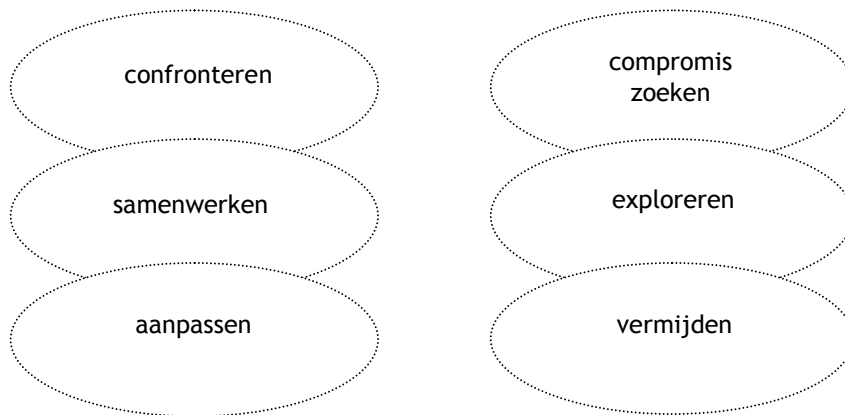 confronteren
samenwerken
aanpassen
compromis
zoeken
exploreren
vermijden